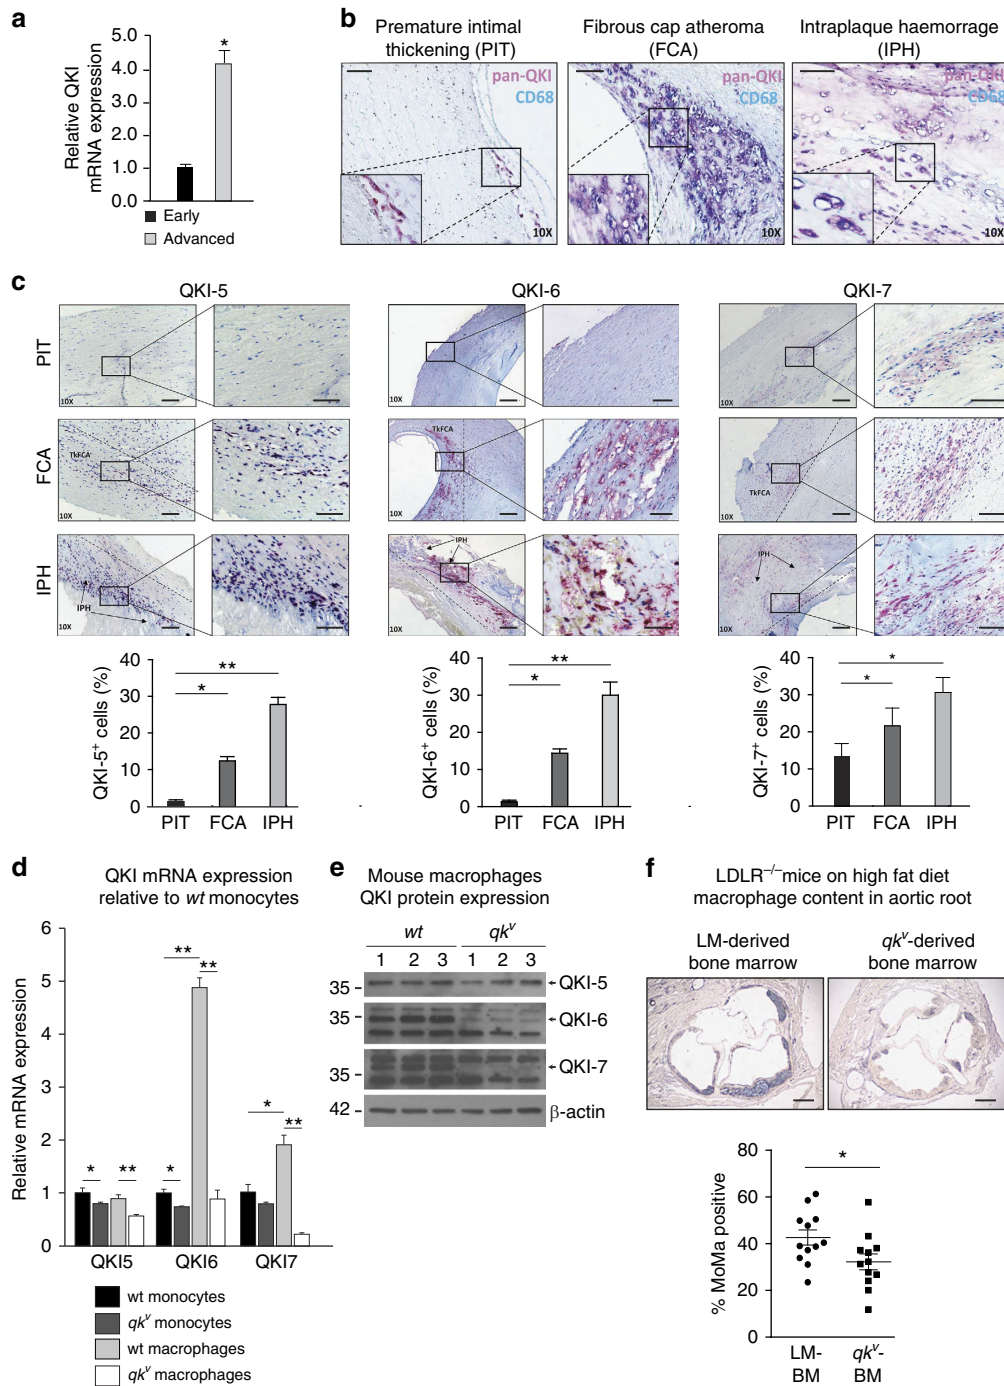 a
5.0
4.0
3.0
2.0
1.0
0.0
Relative QKI
mRNA expression
*
Early
Advanced
b
Premature intimal
thickening (PIT)
Fibrous cap atheroma
(FCA)
Intraplaque haemorrage
(IPH)
pan-QKI
CD68
10X
pan-QKI
CD68
10X
pan-QKI
CD68
10X
c
QKI-5
QKI-6
QKI-7
PIT
10X
10X
10X
FCA
TkFCA
10X
TkFCA
10X
TkFCA
10X
IPH
IPH
10X
IPH
10X
IPH
10X
QKI-5+ cells (%)
40
30
20
10
0
**
*
PIT FCA IPH
QKI-6+ cells (%)
40
30
20
10
0
**
*
PIT FCA IPH
QKI-7+ cells (%)
40
30
20
10
0
*
*
PIT FCA IPH
d
QKI mRNA expression
relative to wt monocytes
Relative mRNA expression
6
5
4
3
2
1
0
* **
* ** **
* **
QKI5 QKI6 QKI7
wt monocytes
qkv monocytes
wt macrophages
qkv macrophages
e
Mouse macrophages
QKI protein expression
wt qkv
1 2 3 1 2 3
35 QKI-5
35 QKI-6
35 QKI-7
42 β-actin
f
LDLR−/− mice on high fat diet
macrophage content in aortic root
LM-derived
bone marrow
qkv-derived
bone marrow
% MoMa positive
80
60
40
20
0
*
LM-
BM
qkv-
BM